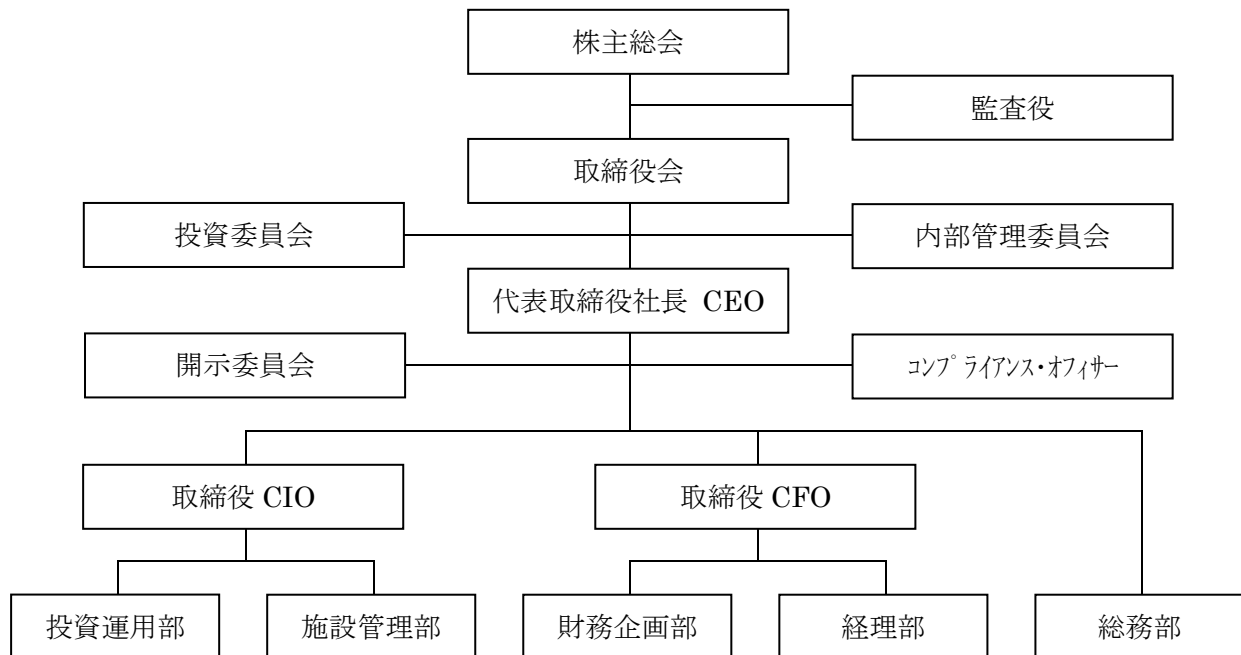 株主総会
監査役
取締役会
投資委員会
内部管理委員会
代表取締役社長 CEO
開示委員会
ｺﾝﾌﾟﾗｲｱﾝｽ・ｵﾌｨｻｰ
取締役 CIO
取締役 CFO
投資運用部
施設管理部
財務企画部
経理部
総務部